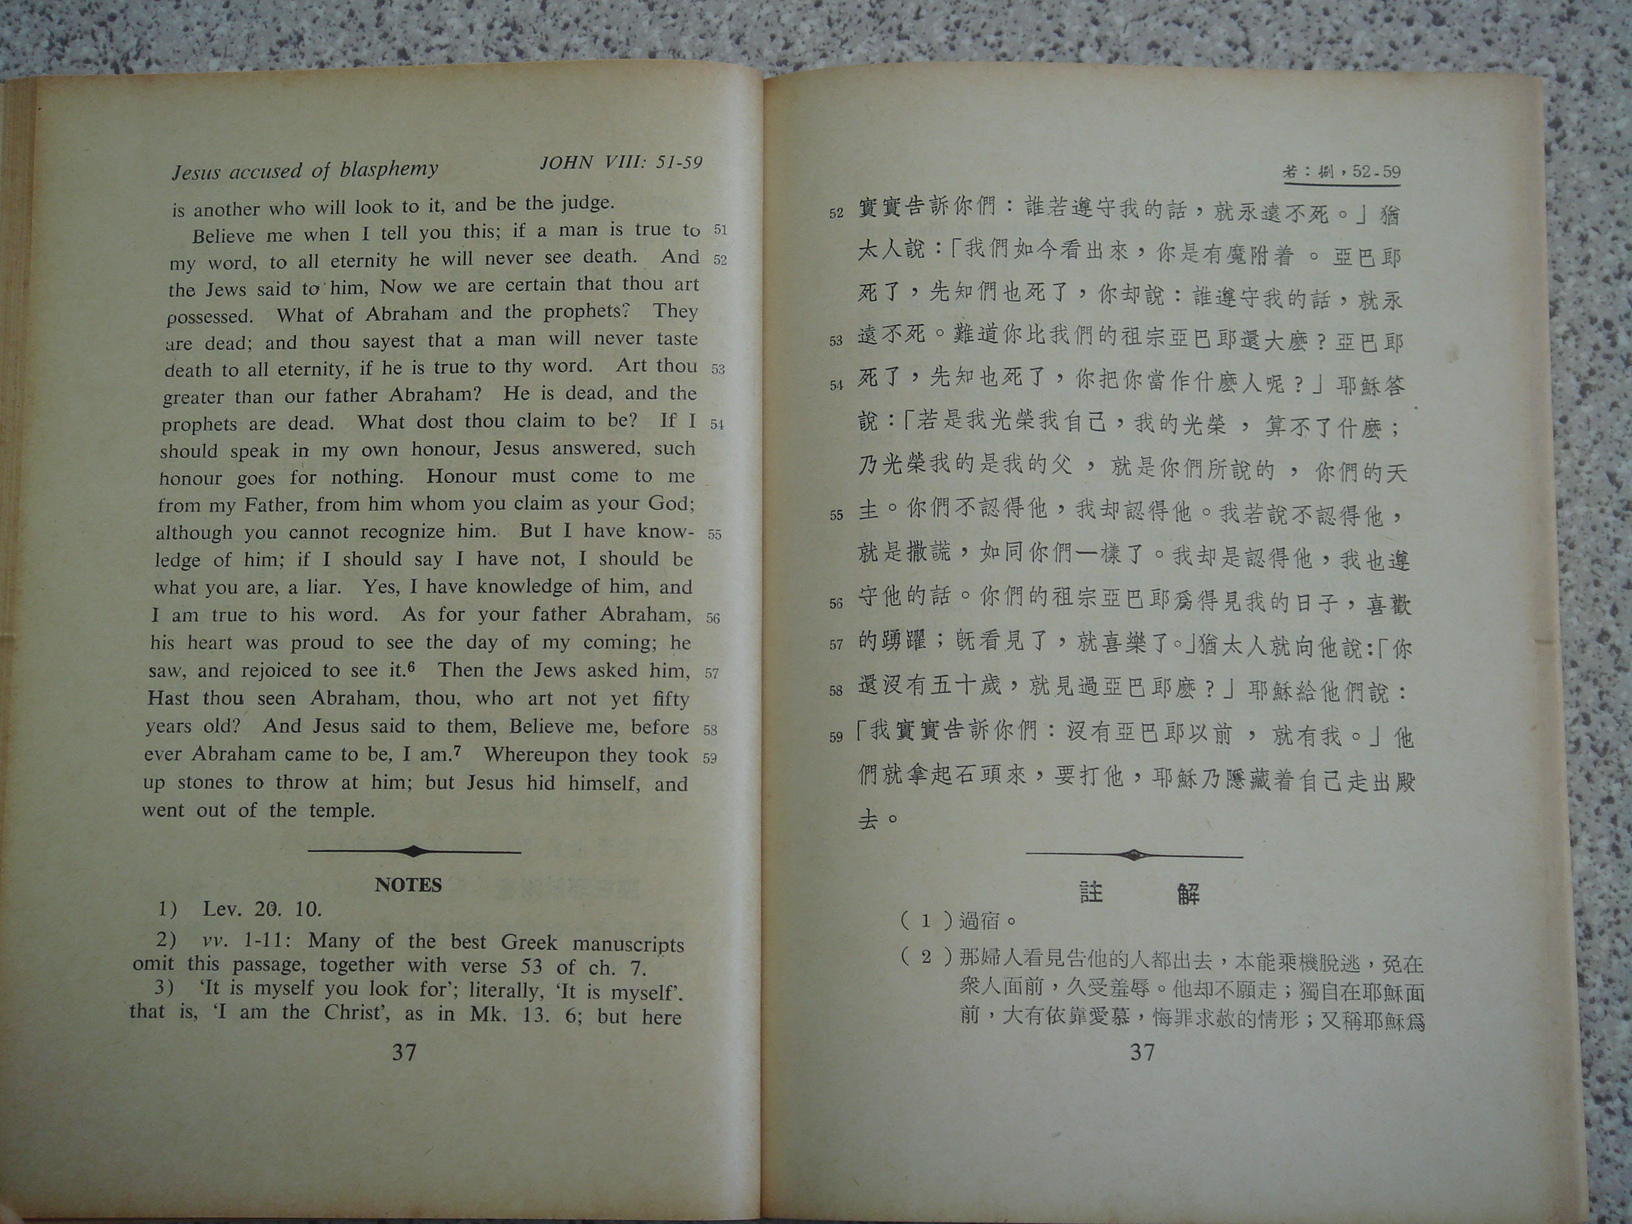 Jesus accused of blasphemy JOHN VIII: 51-59
is another who will look to it, and be the judge.
Believe me when I tell you this; if a man is true to 51
my word, to all eternity he will never see death. And 52
the Jews said to him, Now we are certain that thou art
possessed. What of Abraham and the prophets? They
are dead; and thou sayest that a man will never taste
death to all eternity, if he is true to thy word. Art thou 53
greater than our father Abraham? He is dead, and the
prophets are dead. What dost thou claim to be? If I 54
should speak in my own honour, Jesus answered, such
honour goes for nothing. Honour must come to me
from my Father, from him whom you claim as your God;
although you cannot recognize him. But I have know- 55
ledge of him; if I should say I have not, I should be
what you are, a liar. Yes, I have knowledge of him, and
I am true to his word. As for your father Abraham, 56
his heart was proud to see the day of my coming; he
saw, and rejoiced to see it.6 Then the Jews asked him, 57
Hast thou seen Abraham, thou, who art not yet fifty
years old? And Jesus said to them, Believe me, before 58
ever Abraham came to be, I am.7 Whereupon they took 59
up stones to throw at him; but Jesus hid himself, and
went out of the temple.
NOTES
1) Lev. 20. 10.
2) vv. 1-11: Many of the best Greek manuscripts
omit this passage, together with verse 53 of ch. 7.
3) ‘It is myself you look for’; literally, ‘It is myself’.
that is, ‘I am the Christ’, as in Mk. 13. 6; but here
37
若：捌，52-59
52 實實告訴你們：誰若遵守我的話，就永遠不死。」猶
太人說：「我們如今看出來，你是有魔附着。亞巴郎
死了，先知們也死了，你却說：誰遵守我的話，就永
53 遠不死。難道你比我們的祖宗亞巴郎還大麽？亞巴郎
54 死了，先知也死了，你把你當作什麽人呢？」耶穌答
說：「若是我光榮我自己，我的光榮，算不了什麽；
乃光榮我的是我的父，就是你們所說的，你們的天
55 主。你們不認得他，我却認得他。我若說不認得他，
就是撒謊，如同你們一樣了。我却是認得他，我也遵
56 守他的話。你們的祖宗亞巴郎爲得見我的日子，喜歡
57 的踴躍；旣看見了，就喜樂了。」猶太人就向他說：「你
58 還沒有五十歲，就見過亞巴郎麽？」耶穌給他們說：
59 「我實實告訴你們：沒有亞巴郎以前，就有我。」他
們就拿起石頭來，要打他，耶穌乃隱藏着自己走出殿
去。
註 解
（1）過宿。
（2）那婦人看見告他的人都出去，本能乘機脫逃，免在
衆人面前，久受羞辱。他却不願走；獨自在耶穌面
前，大有依靠愛慕，悔罪求赦的情形；又稱耶穌爲
37